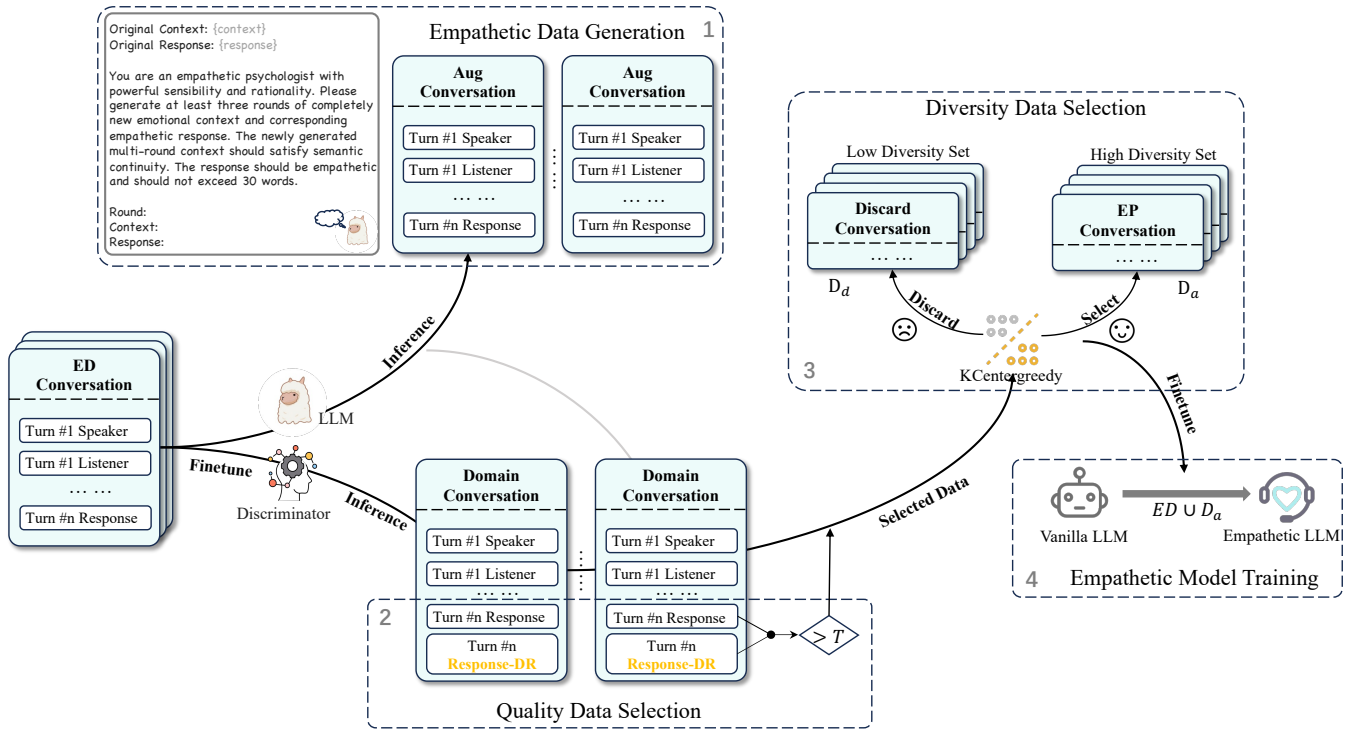 Original Context: {context}
Original Response: {response}
You are an empathetic psychologist with
powerful sensibility and rationality. Please
generate at least three rounds of completely
new emotional context and corresponding
empathetic response. The newly generated
multi-round context should satisfy semantic
continuity. The response should be empathetic
and should not exceed 30 words.
Round:
Context:
Response:
Empathetic Data Generation
1
Aug
Conversation
Turn #1 Speaker
Turn #1 Listener
... ...
Turn #n Response
Aug
Conversation
Turn #1 Speaker
Turn #1 Listener
... ...
Turn #n Response
ED
Conversation
Turn #1 Speaker
Turn #1 Listener
... ...
Turn #n Response
Inference
LLM
Finetune
Discriminator
Inference
Domain
Conversation
Turn #1 Speaker
Turn #1 Listener
... ...
Turn #n Response
Turn #n
Response-DR
Domain
Conversation
Turn #1 Speaker
Turn #1 Listener
... ...
Turn #n Response
Turn #n
Response-DR
2
Quality Data Selection
> T
Selected Data
Diversity Data Selection
Low Diversity Set
Discard
Conversation
... ...
D_d
High Diversity Set
EP
Conversation
... ...
D_a
Discard
Select
KCentergreedy
3
Finetune
Vanilla LLM
ED ∪ D_a
Empathetic LLM
4
Empathetic Model Training